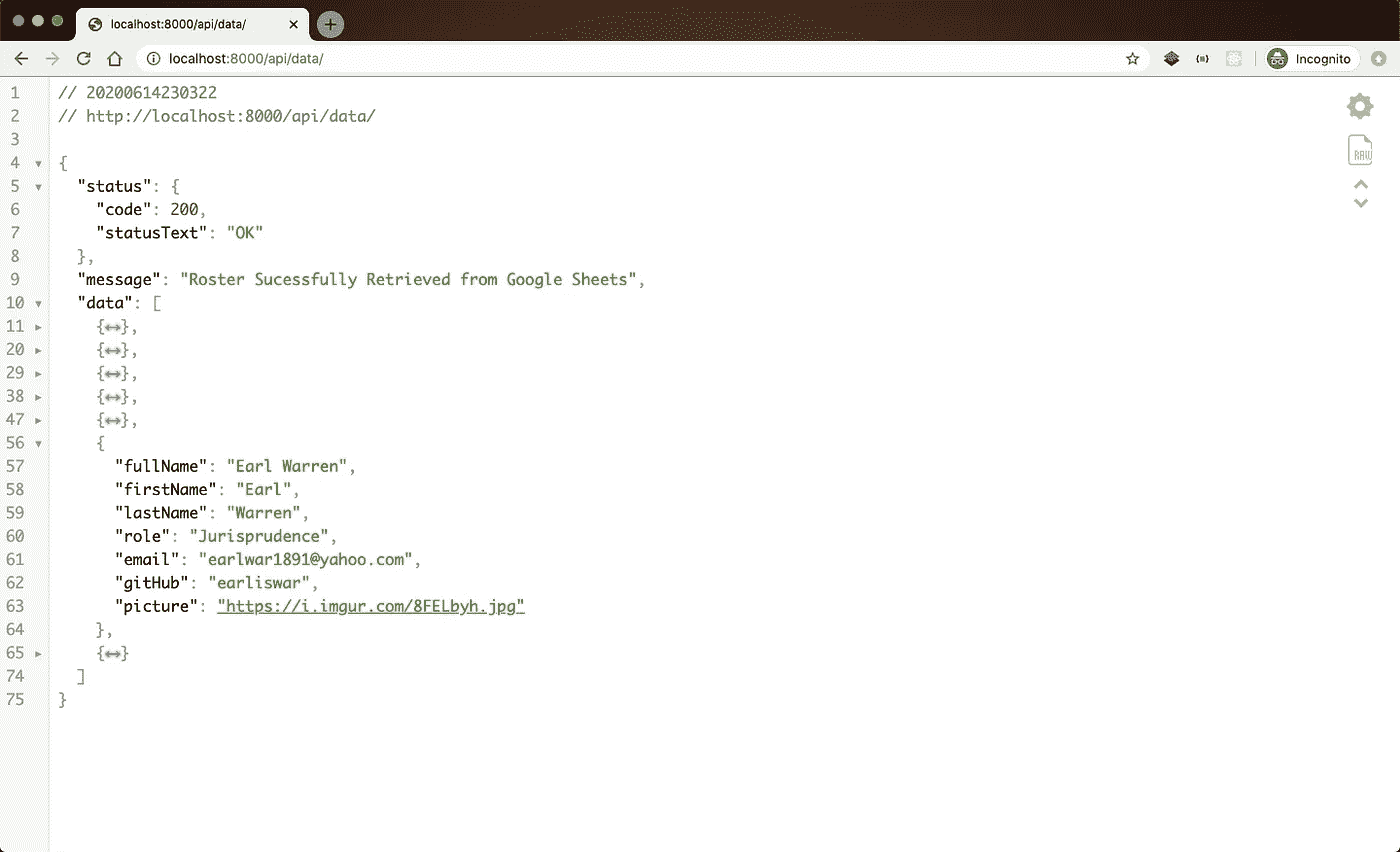 localhost:8000/api/data/
localhost:8000/api/data/ Incognito
1 // 20200614230322
2 // http://localhost:8000/api/data/
3
4 {
5 "status": {
6 "code": 200,
7 "statusText": "OK"
8 },
9 "message": "Roster Sucessfully Retrieved from Google Sheets",
10 "data": [
11 {↔},
20 {↔},
29 {↔},
38 {↔},
47 {↔},
56 {
57 "fullName": "Earl Warren",
58 "firstName": "Earl",
59 "lastName": "Warren",
60 "role": "Jurisprudence",
61 "email": "earlwar1891@yahoo.com",
62 "gitHub": "earliswar",
63 "picture": "https://i.imgur.com/8FELbyh.jpg"
64 },
65 {↔}
74 ]
75 }
RAW